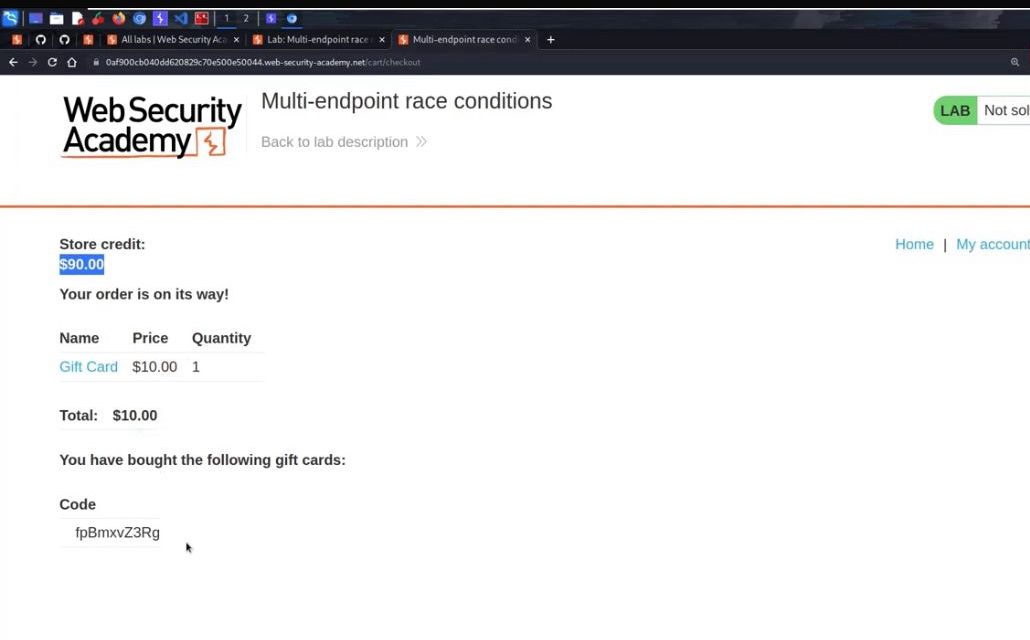 1 2
All labs | Web Security Aca × Lab: Multi-endpoint race × Multi-endpoint race cond × +
0af900cb040dd620829c70e500e50044.web-security-academy.net/cart/checkout
Web Security
Academy
Multi-endpoint race conditions
Back to lab description
LAB Not sol
Store credit:
$90.00
Home | My account
Your order is on its way!
Name Price Quantity
Gift Card $10.00 1
Total: $10.00
You have bought the following gift cards:
Code
fpBmxvZ3Rg